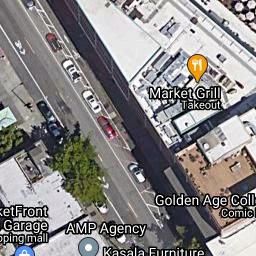 Market Grill
Takeout
Golden Age Coll
Comic
ketFront
Garage
pping mall
AMP Agency
Kasala Furniture